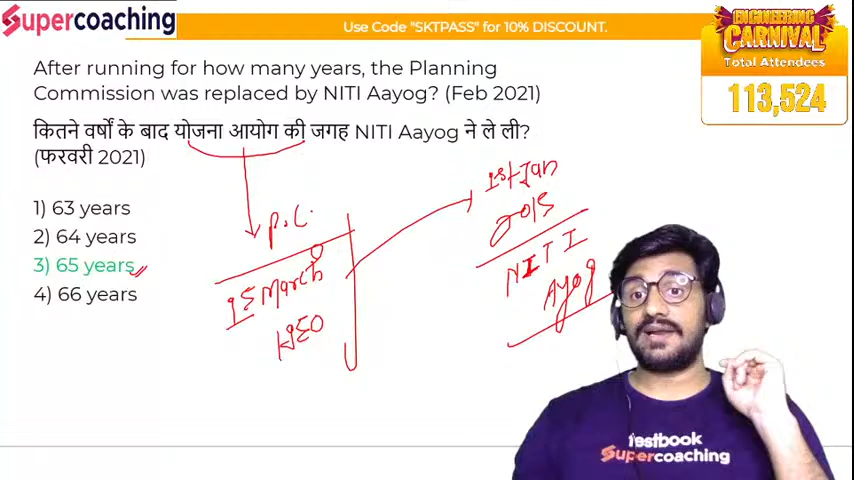 Supercoaching
Use Code "SKTPASS" for 10% DISCOUNT.
ENGINEERING
CARNIVAL
Total Attendees
113,524
After running for how many years, the Planning
Commission was replaced by NITI Aayog? (Feb 2021)
कितने वर्षों के बाद योजना आयोग की जगह NITI Aayog ने ले ली?
(फरवरी 2021)
1) 63 years
2) 64 years
3) 65 years
4) 66 years
P.C.
15 March
1950
1st Jan
2015
NITI
Ayog
testbook
Supercoaching